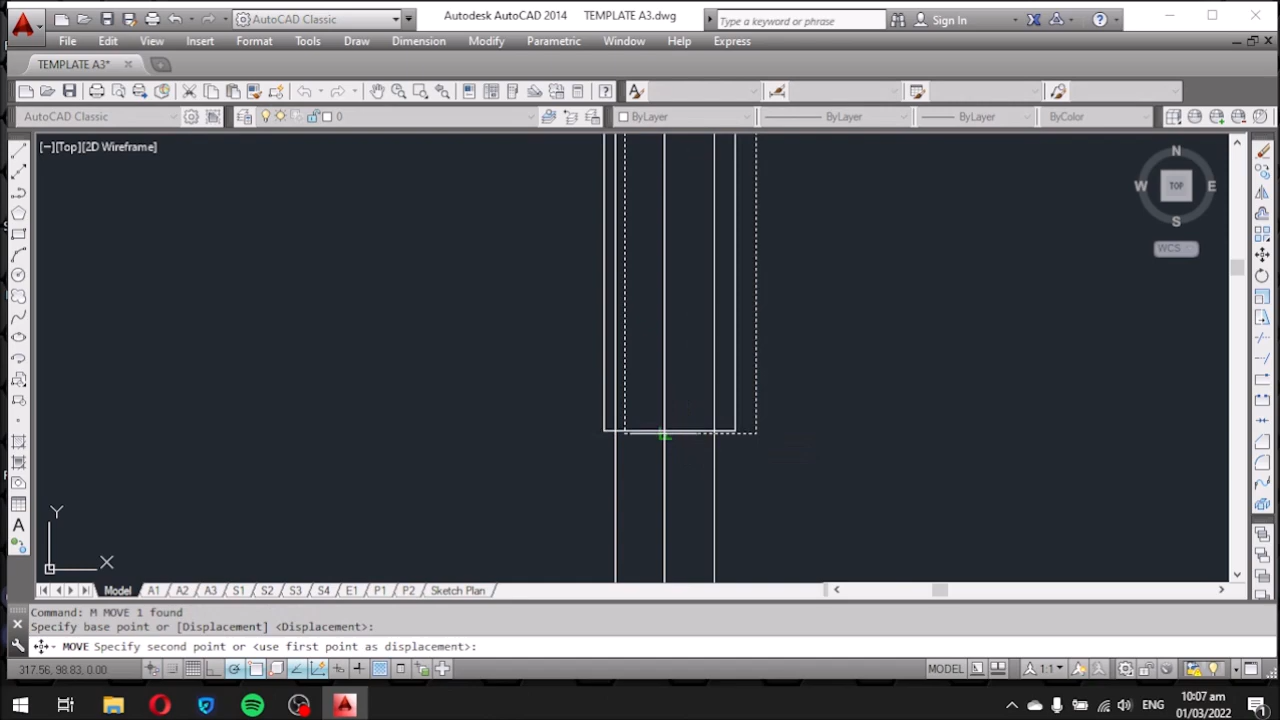 AutoCAD Classic Autodesk AutoCAD 2014 TEMPLATE A3.dwg Type a keyword or phrase Sign In
File Edit View Insert Format Tools Draw Dimension Modify Parametric Window Help Express
TEMPLATE A3*
AutoCAD Classic 0 ByLayer ByLayer ByLayer ByColor
[−][Top][2D Wireframe]
N
W TOP E
S
WCS
Y
X
Model A1 A2 A3 S1 S2 S3 S4 E1 P1 P2 Sketch Plan
Command: M MOVE 1 found
Specify base point or [Displacement] <Displacement>:
MOVE Specify second point or <use first point as displacement>:
317.56, 98.83, 0.00 MODEL 1:1
ENG 10:07 am
01/03/2022 1